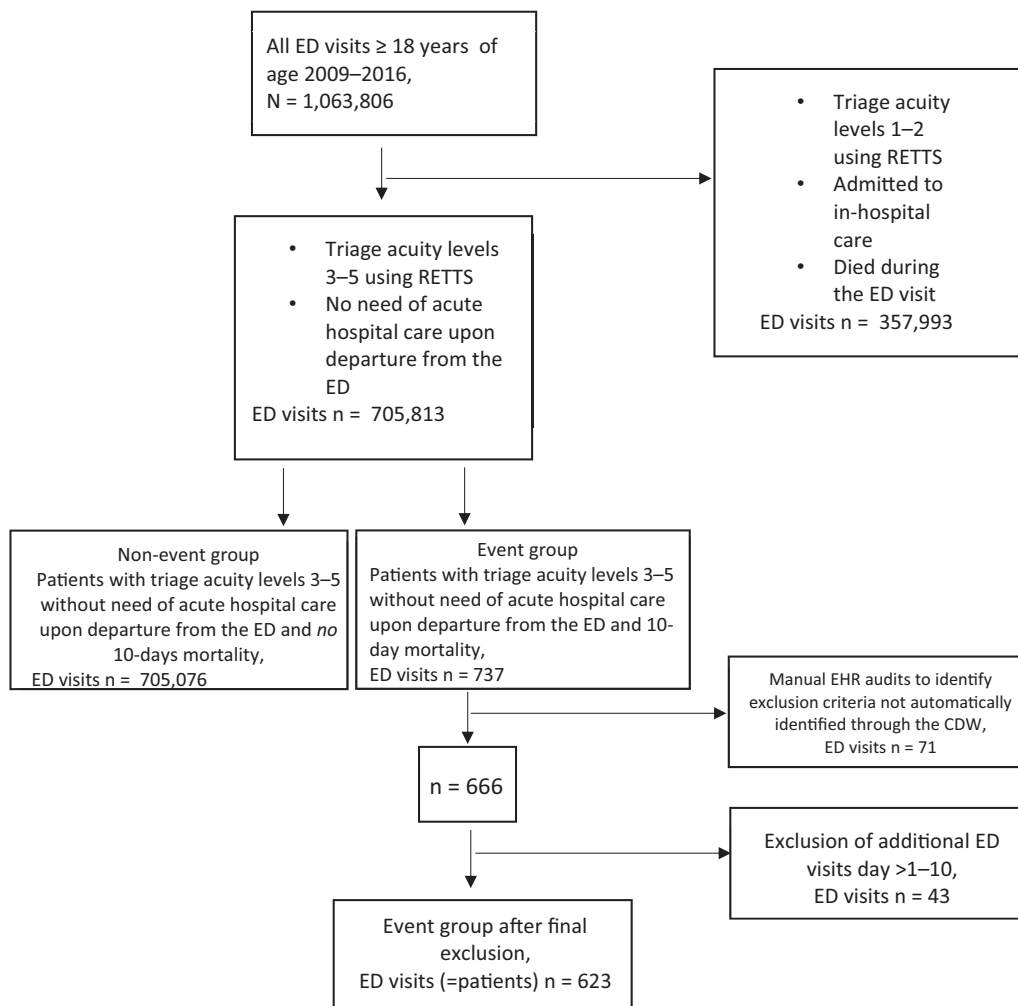 All ED visits ≥ 18 years of
age 2009–2016,
N = 1,063,806
• Triage acuity
levels 1–2
using RETTS
• Admitted to
in-hospital
care
• Died during
the ED visit
ED visits n = 357,993
• Triage acuity levels
3–5 using RETTS
• No need of acute
hospital care upon
departure from the
ED
ED visits n = 705,813
Non-event group
Patients with triage acuity levels 3–5
without need of acute hospital care
upon departure from the ED and no
10-days mortality,
ED visits n = 705,076
Event group
Patients with triage acuity levels 3–5
without need of acute hospital care
upon departure from the ED and 10-
day mortality,
ED visits n = 737
Manual EHR audits to identify
exclusion criteria not automatically
identified through the CDW,
ED visits n = 71
n = 666
Exclusion of additional ED
visits day >1–10,
ED visits n = 43
Event group after final
exclusion,
ED visits (=patients) n = 623